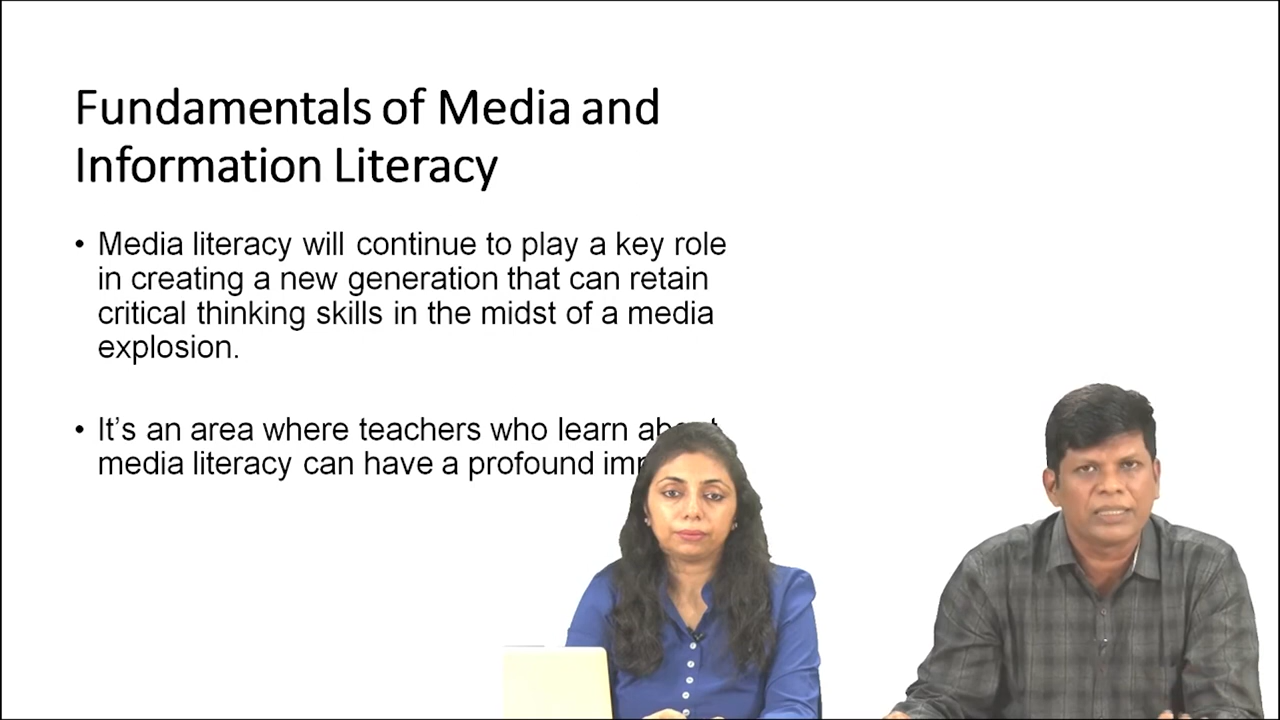 Fundamentals of Media and
Information Literacy
• Media literacy will continue to play a key role
in creating a new generation that can retain
critical thinking skills in the midst of a media
explosion.
• It’s an area where teachers who learn
media literacy can have a profound